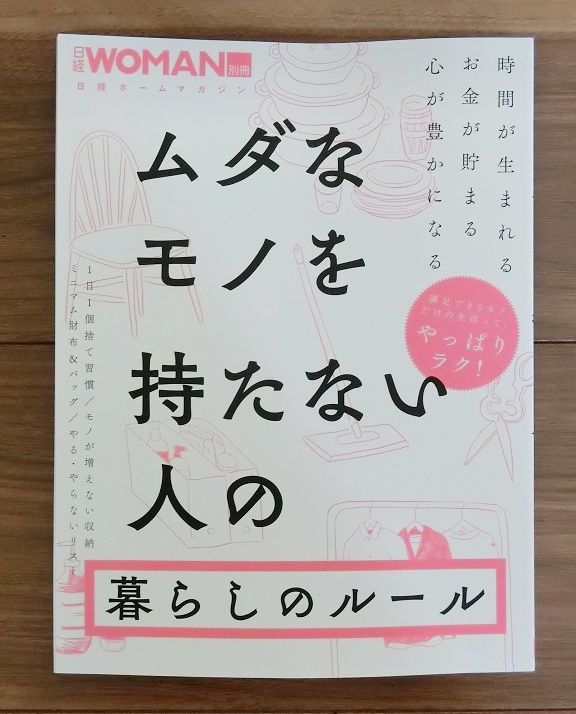 日経WOMAN別冊
日経ホームマガジン
時間が生まれる
お金が貯まる
心が豊かになる
ムダな
モノを
持たない
人の
暮らしのルール
満足できるモノ
だけの生活って、
やっぱり
ラク!
1日1個捨て習慣／モノが増えない収納
ミニマム財布&バッグ／やる・やらないリスト